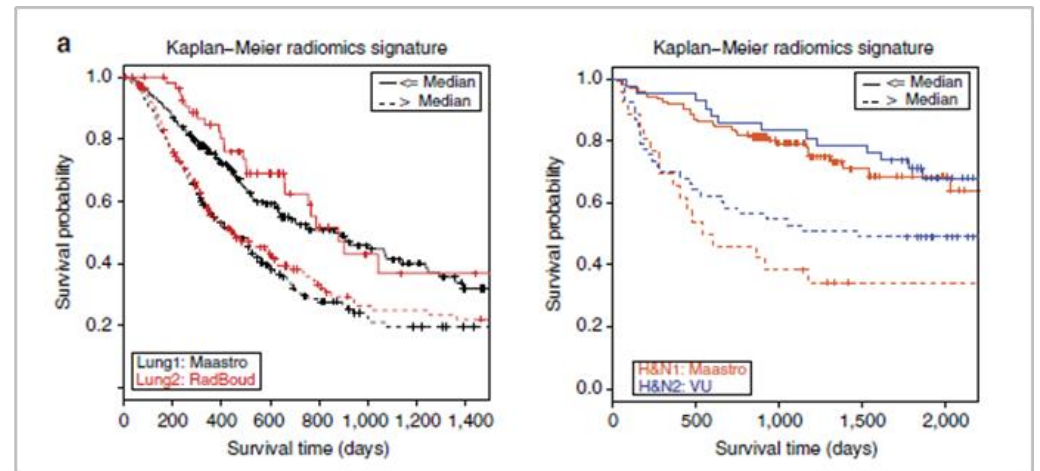 a
Kaplan–Meier radiomics signature
<= Median
> Median
1.0
0.8
0.6
0.4
0.2
Survival probability
Lung1: Maastro
Lung2: RadBoud
0 200 400 600 800 1,000 1,200 1,400
Survival time (days)
Kaplan–Meier radiomics signature
<= Median
> Median
1.0
0.8
0.6
0.4
0.2
0.0
Survival probability
H&N1: Maastro
H&N2: VU
0 500 1,000 1,500 2,000
Survival time (days)